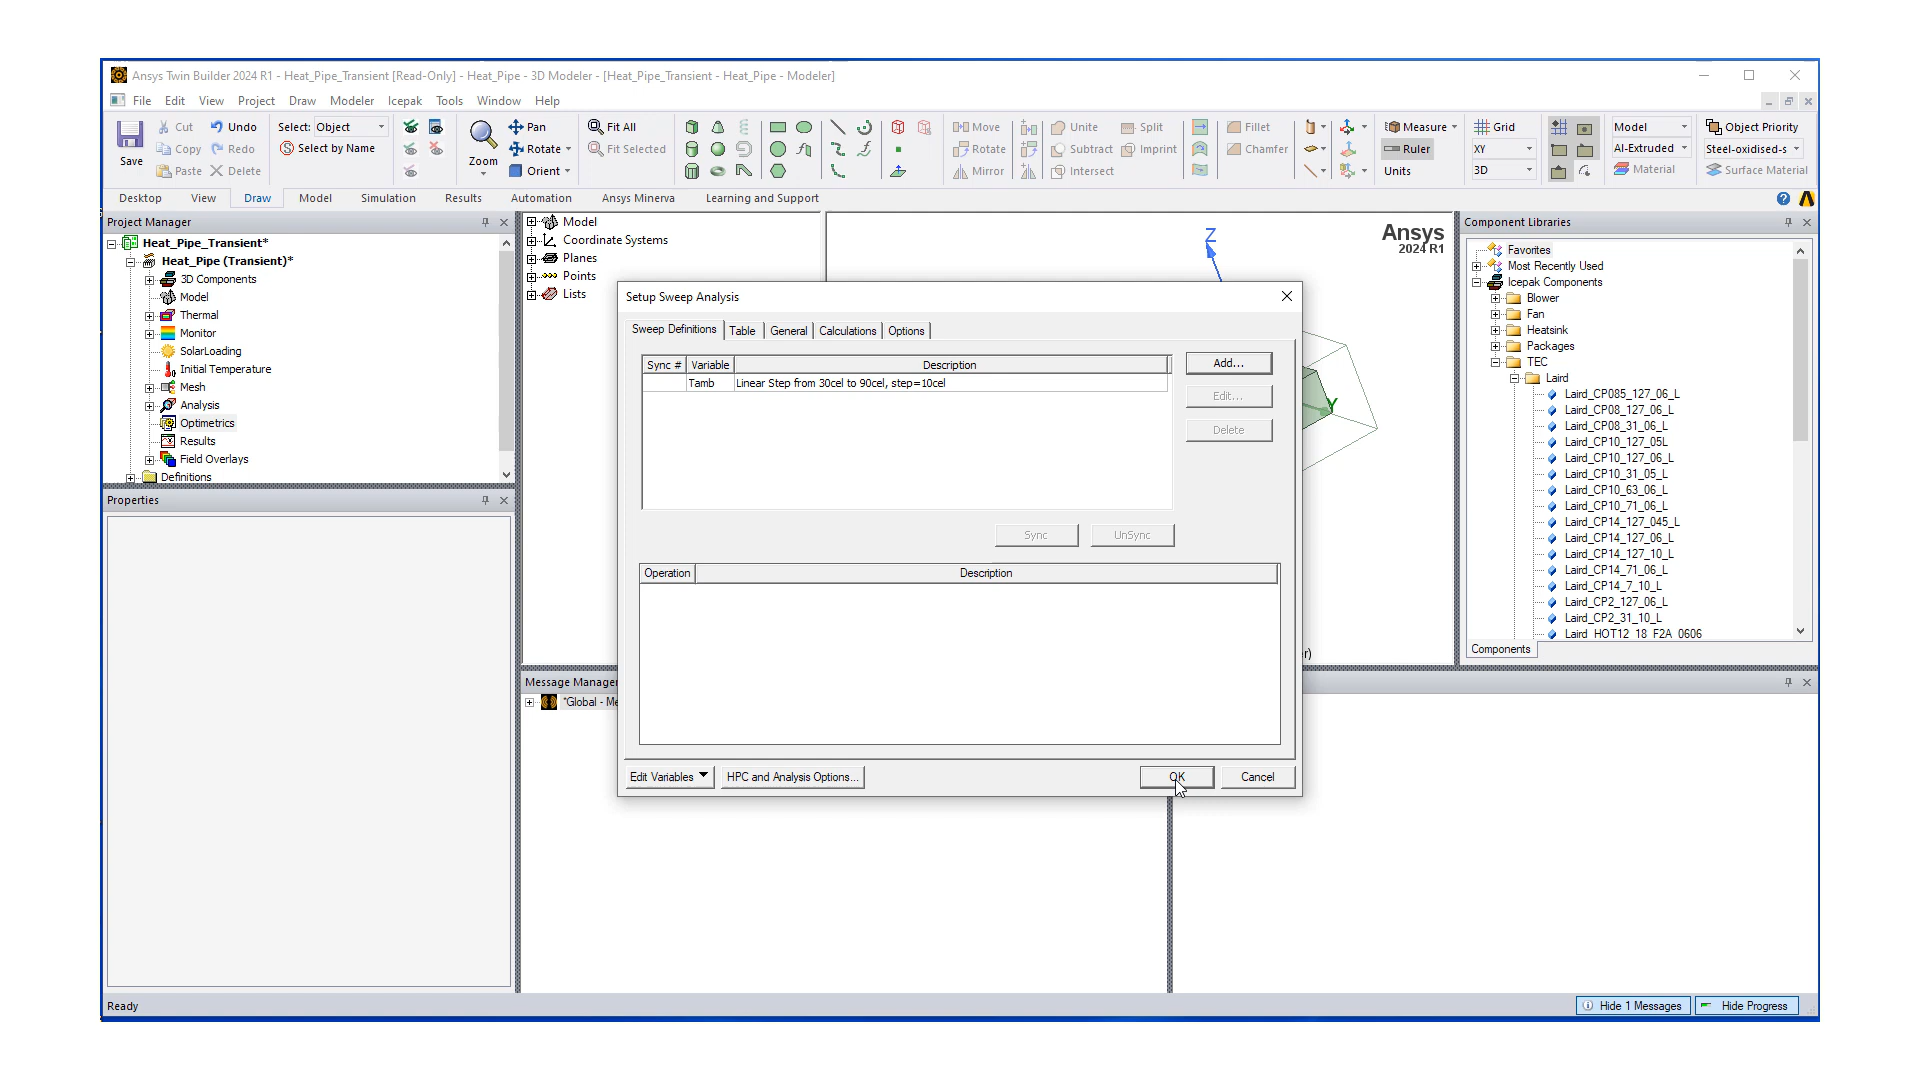 Ansys Twin Builder 2024 R1 - Heat_Pipe_Transient [Read-Only] - Heat_Pipe - 3D Modeler - [Heat_Pipe_Transient - Heat_Pipe - Modeler]
File Edit View Project Draw Modeler Icepak Tools Window Help
Save
Cut
Copy
Paste
Undo
Redo
Delete
Select: Object
Select by Name
Zoom
Pan
Rotate
Orient
Fit All
Fit Selected
Move
Rotate
Mirror
Unite
Subtract
Intersect
Split
Imprint
Fillet
Chamfer
Measure
Ruler
Units
Grid
XY
3D
Model
Al-Extruded
Material
Object Priority
Steel-oxidised-s
Surface Material
Desktop View Draw Model Simulation Results Automation Ansys Minerva Learning and Support
Project Manager
Heat_Pipe_Transient*
Heat_Pipe (Transient)*
3D Components
Model
Thermal
Monitor
SolarLoading
Initial Temperature
Mesh
Analysis
Optimetrics
Results
Field Overlays
Definitions
Properties
Model
Coordinate Systems
Planes
Points
Lists
Z
Ansys
2024 R1
Y
r)
Setup Sweep Analysis
Sweep Definitions Table General Calculations Options
Sync # Variable Description
Tamb Linear Step from 30cel to 90cel, step=10cel
Add...
Edit...
Delete
Sync UnSync
Operation Description
Edit Variables HPC and Analysis Options... OK Cancel
Message Manager
*Global - Me
Component Libraries
Favorites
Most Recently Used
Icepak Components
Blower
Fan
Heatsink
Packages
TEC
Laird
Laird_CP085_127_06_L
Laird_CP08_127_06_L
Laird_CP08_31_06_L
Laird_CP10_127_05L
Laird_CP10_127_06_L
Laird_CP10_31_05_L
Laird_CP10_63_06_L
Laird_CP10_71_06_L
Laird_CP14_127_045_L
Laird_CP14_127_06_L
Laird_CP14_127_10_L
Laird_CP14_71_06_L
Laird_CP14_7_10_L
Laird_CP2_127_06_L
Laird_CP2_31_10_L
Laird_HOT12_18_F2A_0606
Components
Ready
Hide 1 Messages Hide Progress